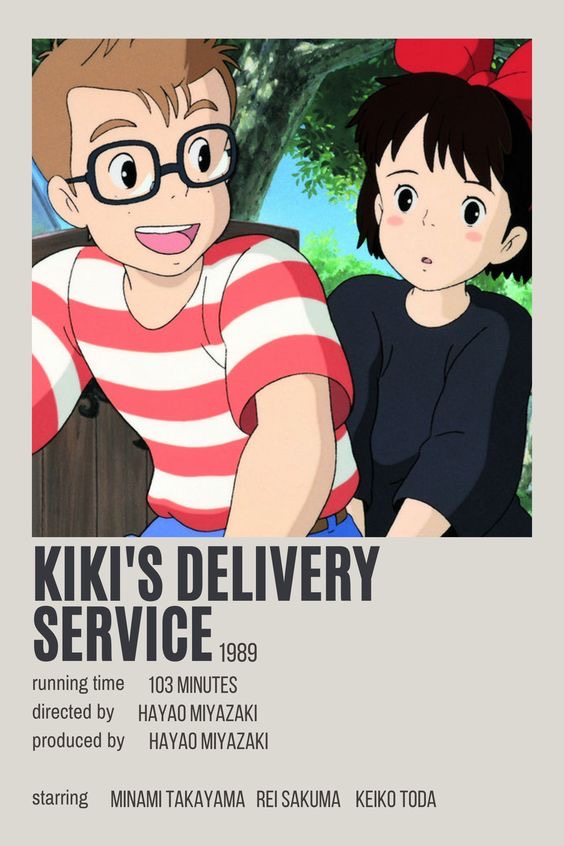 KIKI'S DELIVERY
SERVICE 1989
running time 103 MINUTES
directed by HAYAO MIYAZAKI
produced by HAYAO MIYAZAKI
starring MINAMI TAKAYAMA REI SAKUMA KEIKO TODA